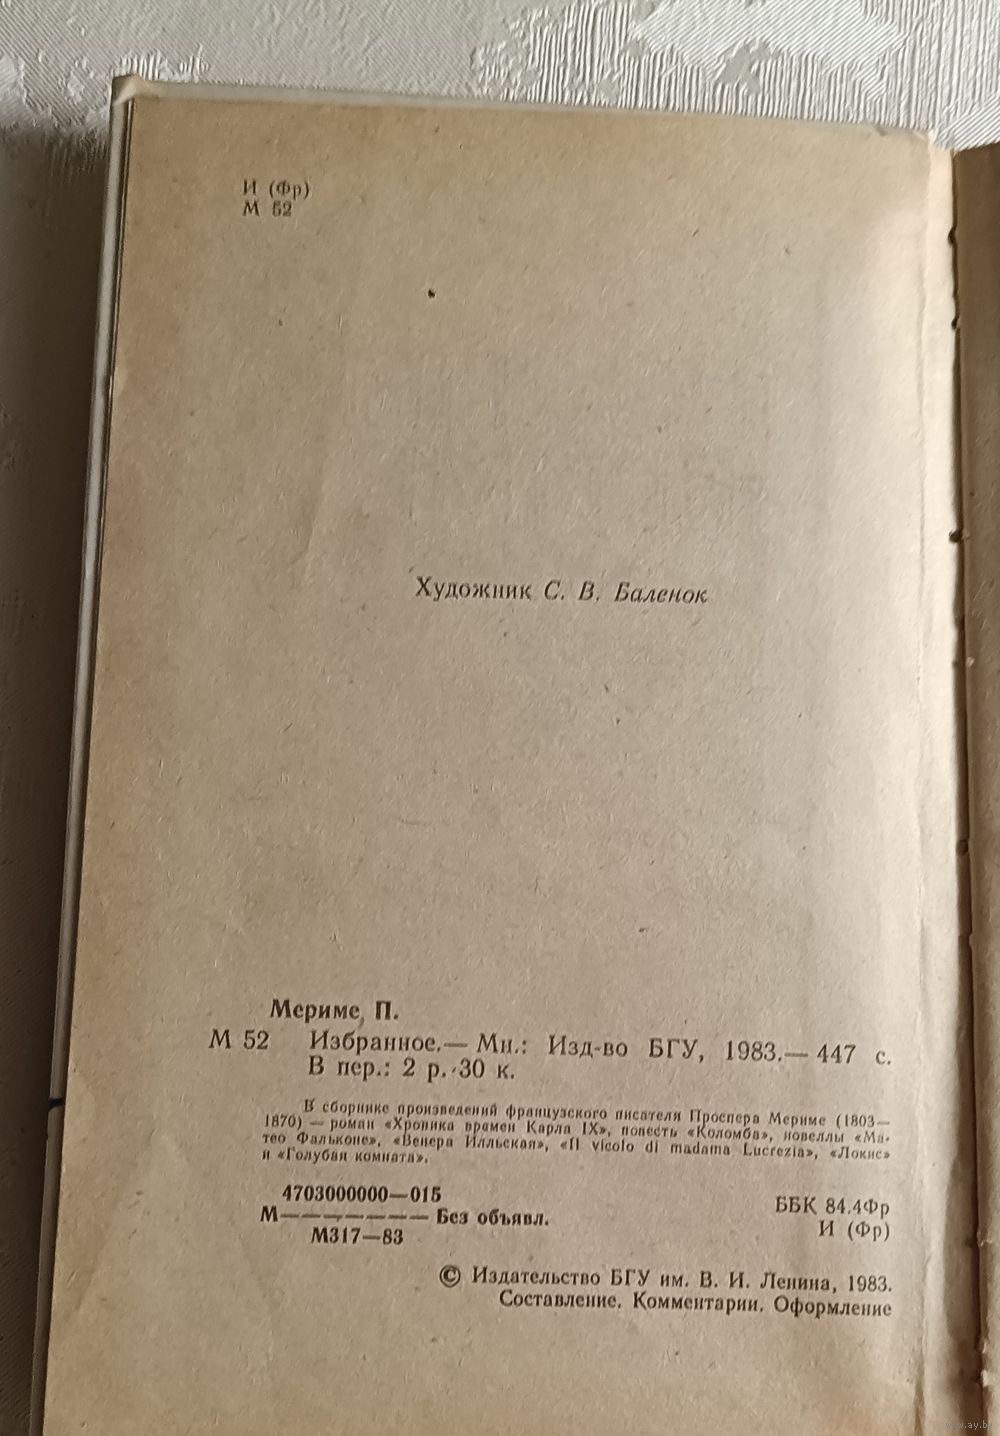 И (Фр)
М 52
Художник С. В. Баленок
Мериме, П.
М 52 Избранное.— Мн.: Изд-во БГУ, 1983.— 447 с.
В пер.: 2 р. 30 к.
В сборнике произведений французского писателя Проспера Мериме (1803—
1870) — роман «Хроника времен Карла IX», повесть «Коломба», новеллы «Ма-
тео Фальконе», «Венера Илльская», «Il vicolo di madama Lucrezia», «Локис»
и «Голубая комната».
4703000000—015
М——————— Без объявл.
М317—83
ББК 84.4Фр
И (Фр)
© Издательство БГУ им. В. И. Ленина, 1983.
Составление. Комментарии. Оформление